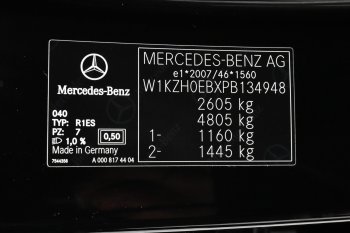 Mercedes-Benz
040
TYP: R1ES
PZ: 7
1,0 % 0,50
Made in Germany
7544356 A 000 817 44 04
MERCEDES-BENZ AG
e1*2007/46*1560
W1KZH0EBXPB134948
2605 kg
4805 kg
1- 1160 kg
2- 1445 kg